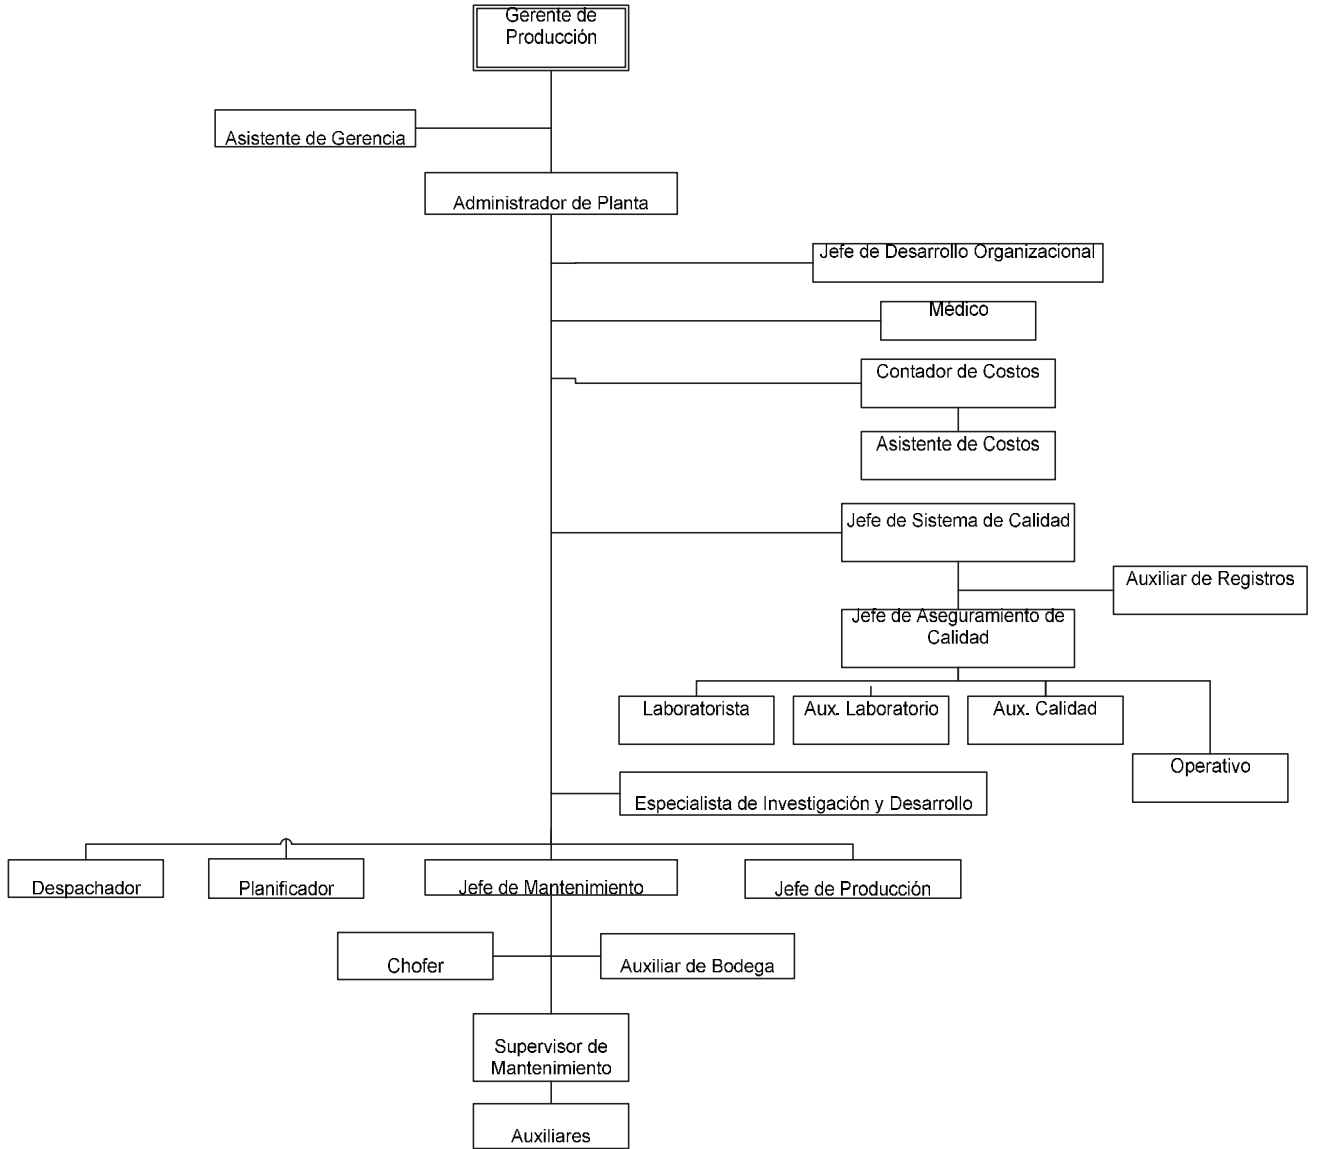 Gerente de
Producción
Asistente de Gerencia
Administrador de Planta
Jefe de Desarrollo Organizacional
Médico
Contador de Costos
Asistente de Costos
Jefe de Sistema de Calidad
Auxiliar de Registros
Jefe de Aseguramiento de
Calidad
Laboratorista
Aux. Laboratorio
Aux. Calidad
Operativo
Especialista de Investigación y Desarrollo
Despachador
Planificador
Jefe de Mantenimiento
Jefe de Producción
Chofer
Auxiliar de Bodega
Supervisor de
Mantenimiento
Auxiliares